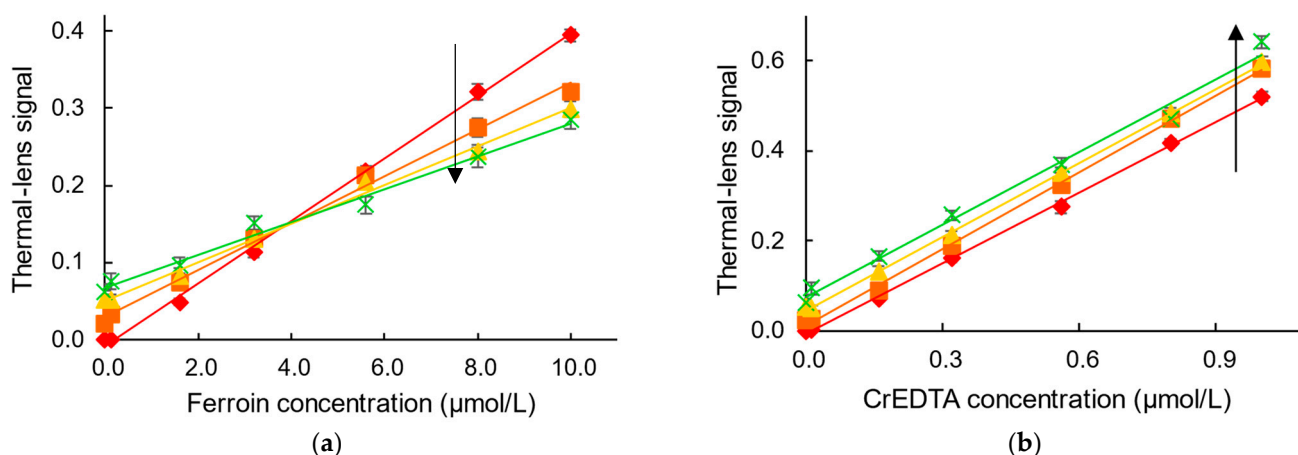 0.4
0.3
0.2
0.1
0.0
Thermal-lens signal
0.0 2.0 4.0 6.0 8.0 10.0
Ferroin concentration (μmol/L)
(a)
0.6
0.4
0.2
0.0
Thermal-lens signal
0.0 0.3 0.6 0.9
CrEDTA concentration (μmol/L)
(b)